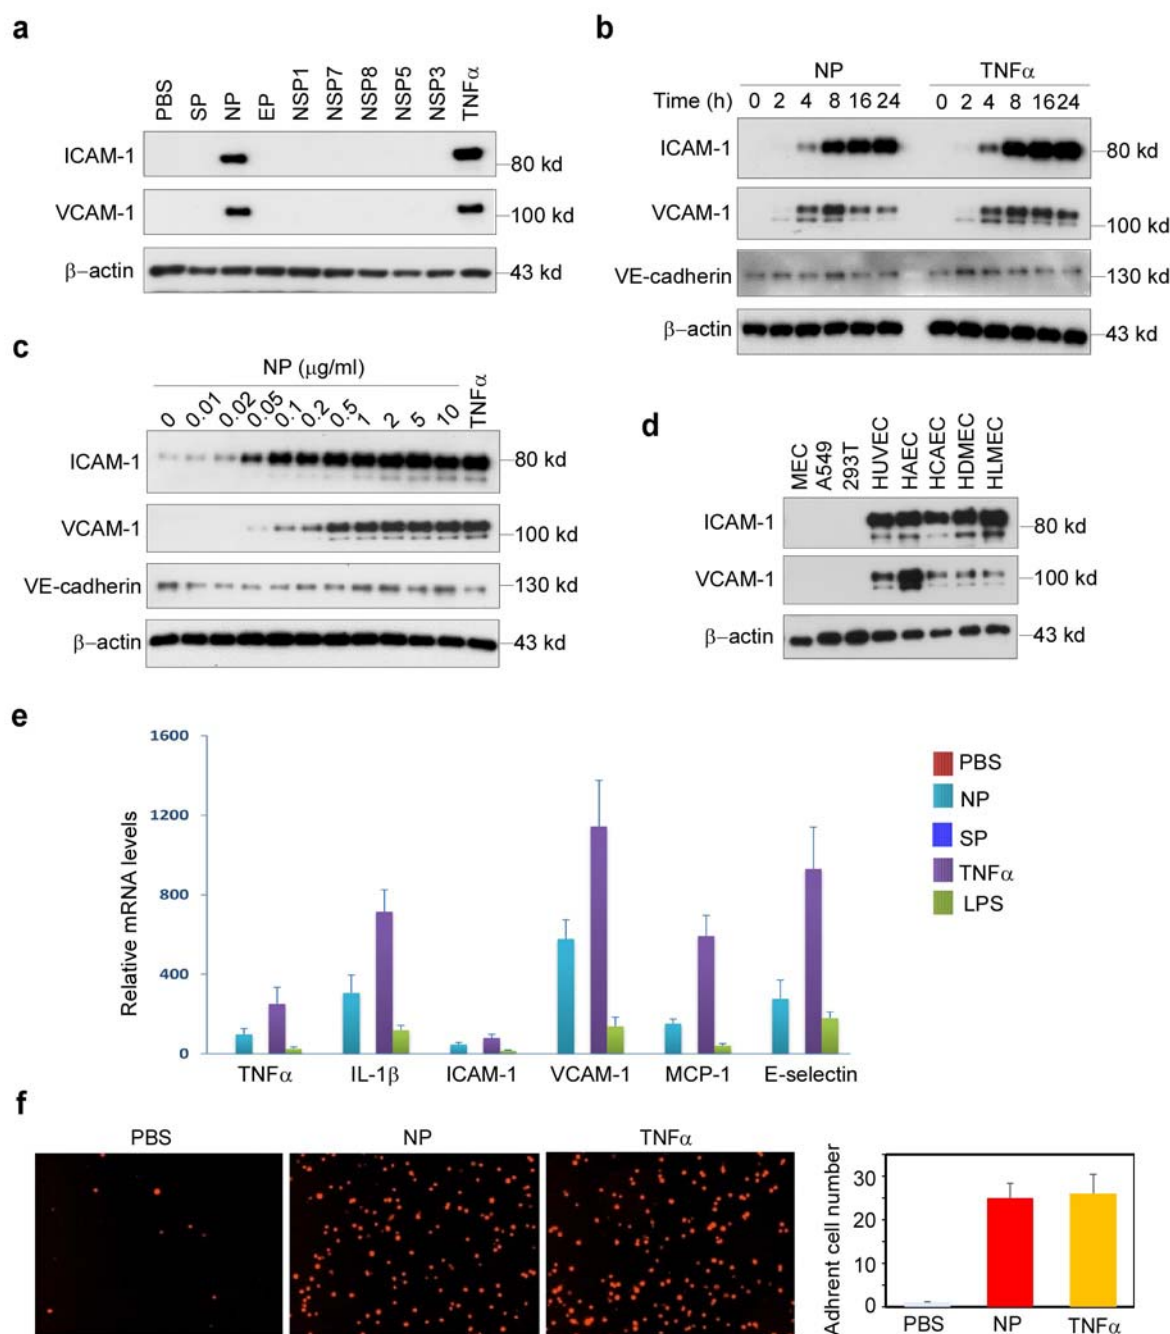 a
PBS SP NP EP NSP1 NSP7 NSP8 NSP5 NSP3 TNFα
ICAM-1 80 kd
VCAM-1 100 kd
β-actin 43 kd
b
NP TNFα
Time (h) 0 2 4 8 16 24 0 2 4 8 16 24
ICAM-1 80 kd
VCAM-1 100 kd
VE-cadherin 130 kd
β-actin 43 kd
c
NP (μg/ml)
0 0.01 0.02 0.05 0.1 0.2 0.5 1 2 5 10 TNFα
ICAM-1 80 kd
VCAM-1 100 kd
VE-cadherin 130 kd
β-actin 43 kd
d
MEC A549 293T HUVEC HAEC HCAEC HDMEC HLMEC
ICAM-1 80 kd
VCAM-1 100 kd
β-actin 43 kd
e
Relative mRNA levels
1600
1200
800
400
0
TNFα IL-1β ICAM-1 VCAM-1 MCP-1 E-selectin
PBS
NP
SP
TNFα
LPS
f
PBS NP TNFα
Adhrent cell number
30
20
10
0
PBS NP TNFα